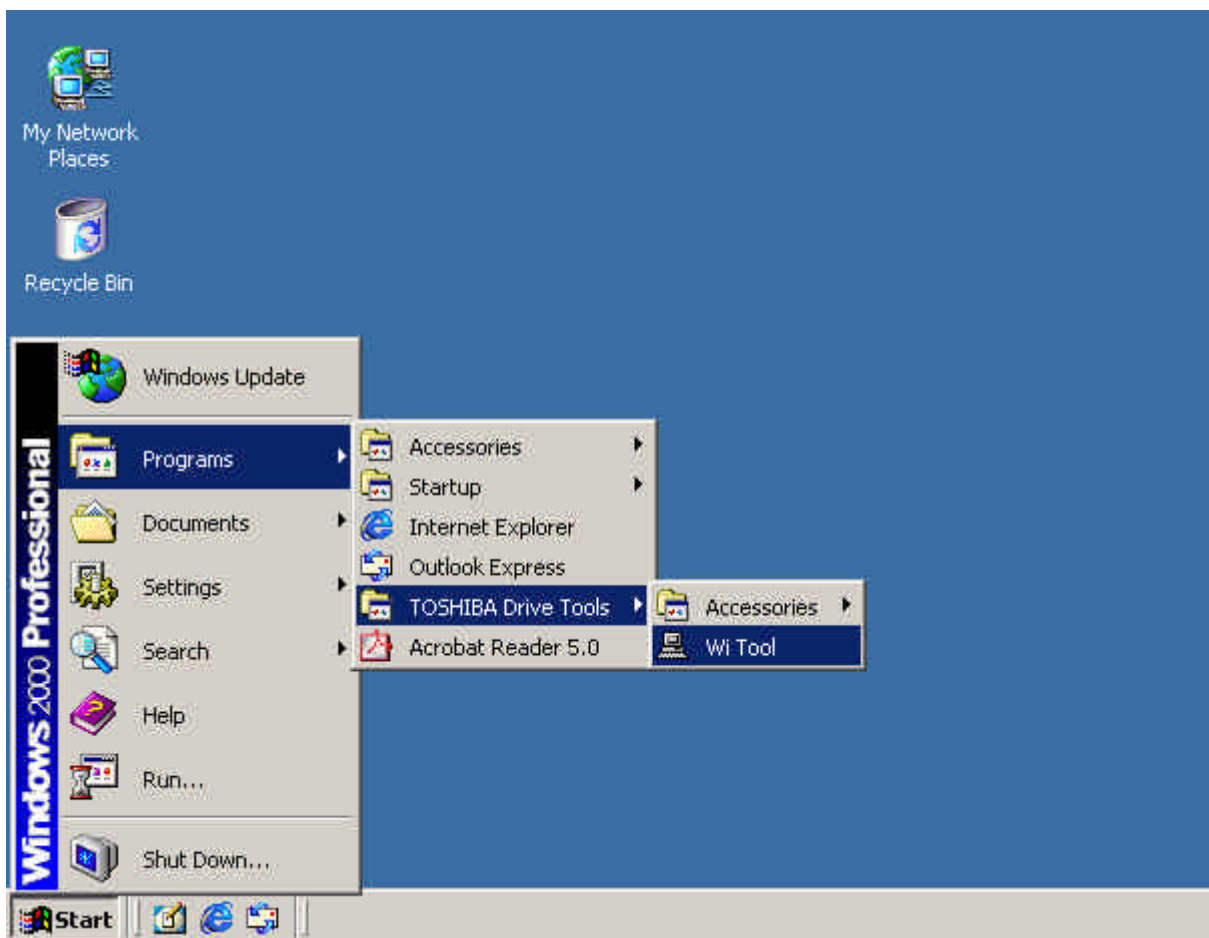 My Network
Places
Recycle Bin
Windows 2000 Professional
Windows Update
Programs
Documents
Settings
Search
Help
Run...
Shut Down...
Accessories
Startup
Internet Explorer
Outlook Express
TOSHIBA Drive Tools
Acrobat Reader 5.0
Accessories
Wi Tool
Start